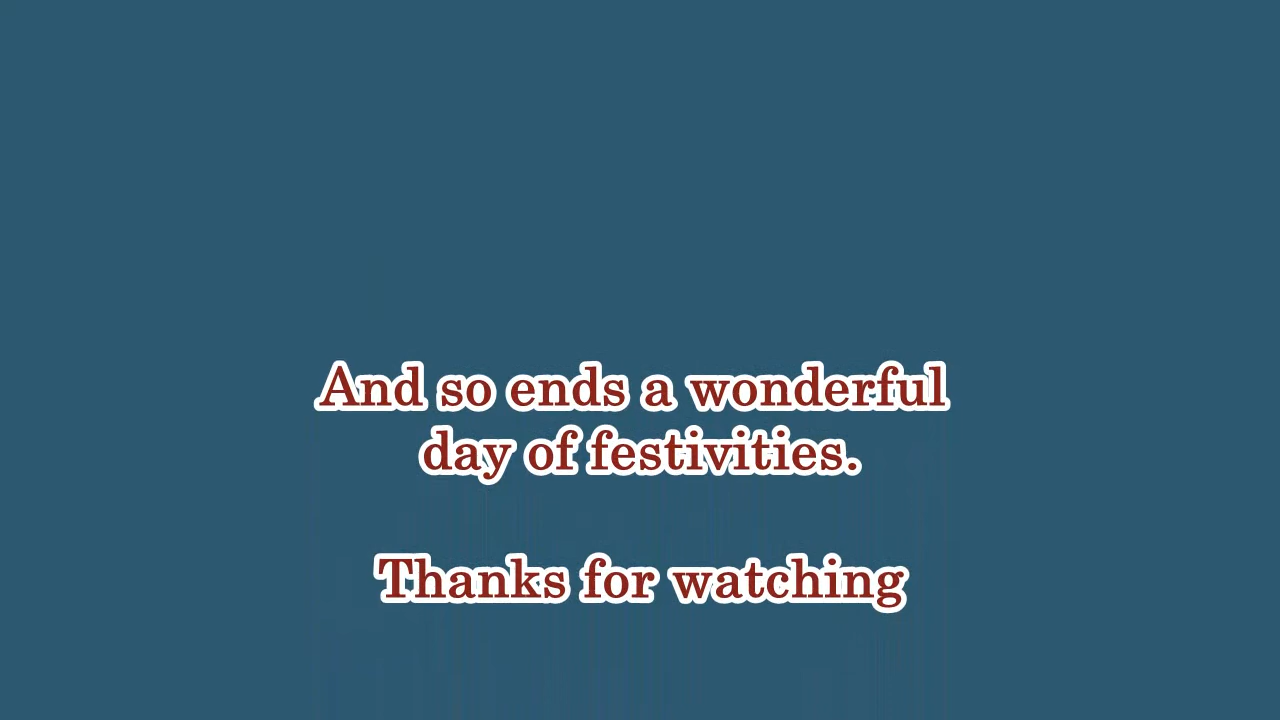 And so ends a wonderful
day of festivities.
Thanks for watching